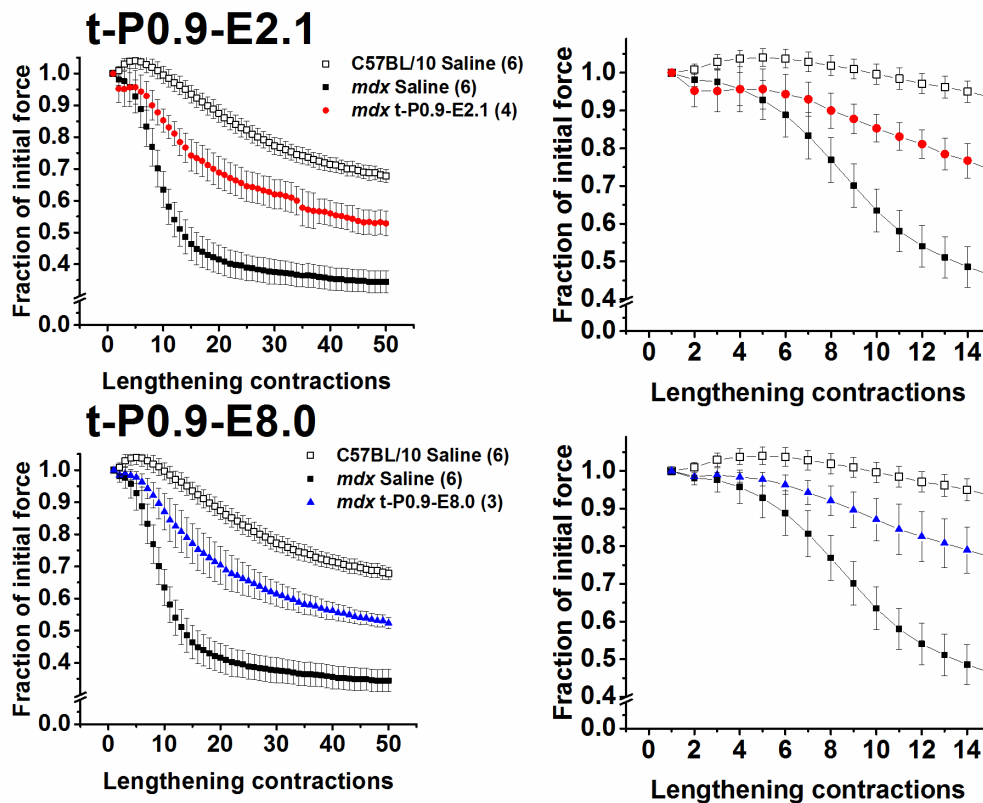 t-P0.9-E2.1
Fraction of initial force
1.0
0.9
0.8
0.7
0.6
0.5
0.4
0.0
C57BL/10 Saline (6)
mdx Saline (6)
mdx t-P0.9-E2.1 (4)
0 10 20 30 40 50
Lengthening contractions
Fraction of initial force
1.0
0.9
0.8
0.7
0.6
0.5
0.4
0.0
0 2 4 6 8 10 12 14
Lengthening contractions
t-P0.9-E8.0
Fraction of initial force
1.0
0.9
0.8
0.7
0.6
0.5
0.4
0.0
C57BL/10 Saline (6)
mdx Saline (6)
mdx t-P0.9-E8.0 (3)
0 10 20 30 40 50
Lengthening contractions
Fraction of initial force
1.0
0.9
0.8
0.7
0.6
0.5
0.4
0.0
0 2 4 6 8 10 12 14
Lengthening contractions